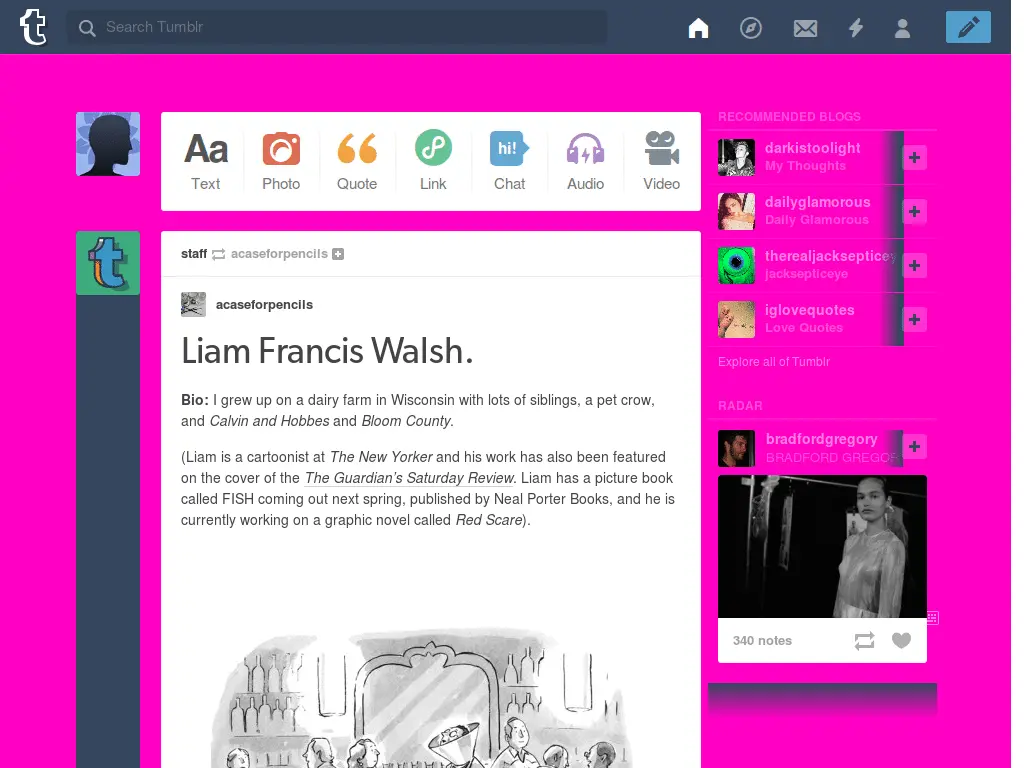 Search Tumblr
Aa
Text
Photo
Quote
Link
hi!
Chat
Audio
Video
staff acaseforpencils
acaseforpencils
Liam Francis Walsh.
Bio: I grew up on a dairy farm in Wisconsin with lots of siblings, a pet crow,
and Calvin and Hobbes and Bloom County.
(Liam is a cartoonist at The New Yorker and his work has also been featured
on the cover of the The Guardian’s Saturday Review. Liam has a picture book
called FISH coming out next spring, published by Neal Porter Books, and he is
currently working on a graphic novel called Red Scare).
RECOMMENDED BLOGS
darkistoolight
My Thoughts
dailyglamorous
Daily Glamorous
therealjacksepticey
jacksepticeye
iglovequotes
Love Quotes
Explore all of Tumblr
RADAR
bradfordgregory
BRADFORD GREGOR
340 notes